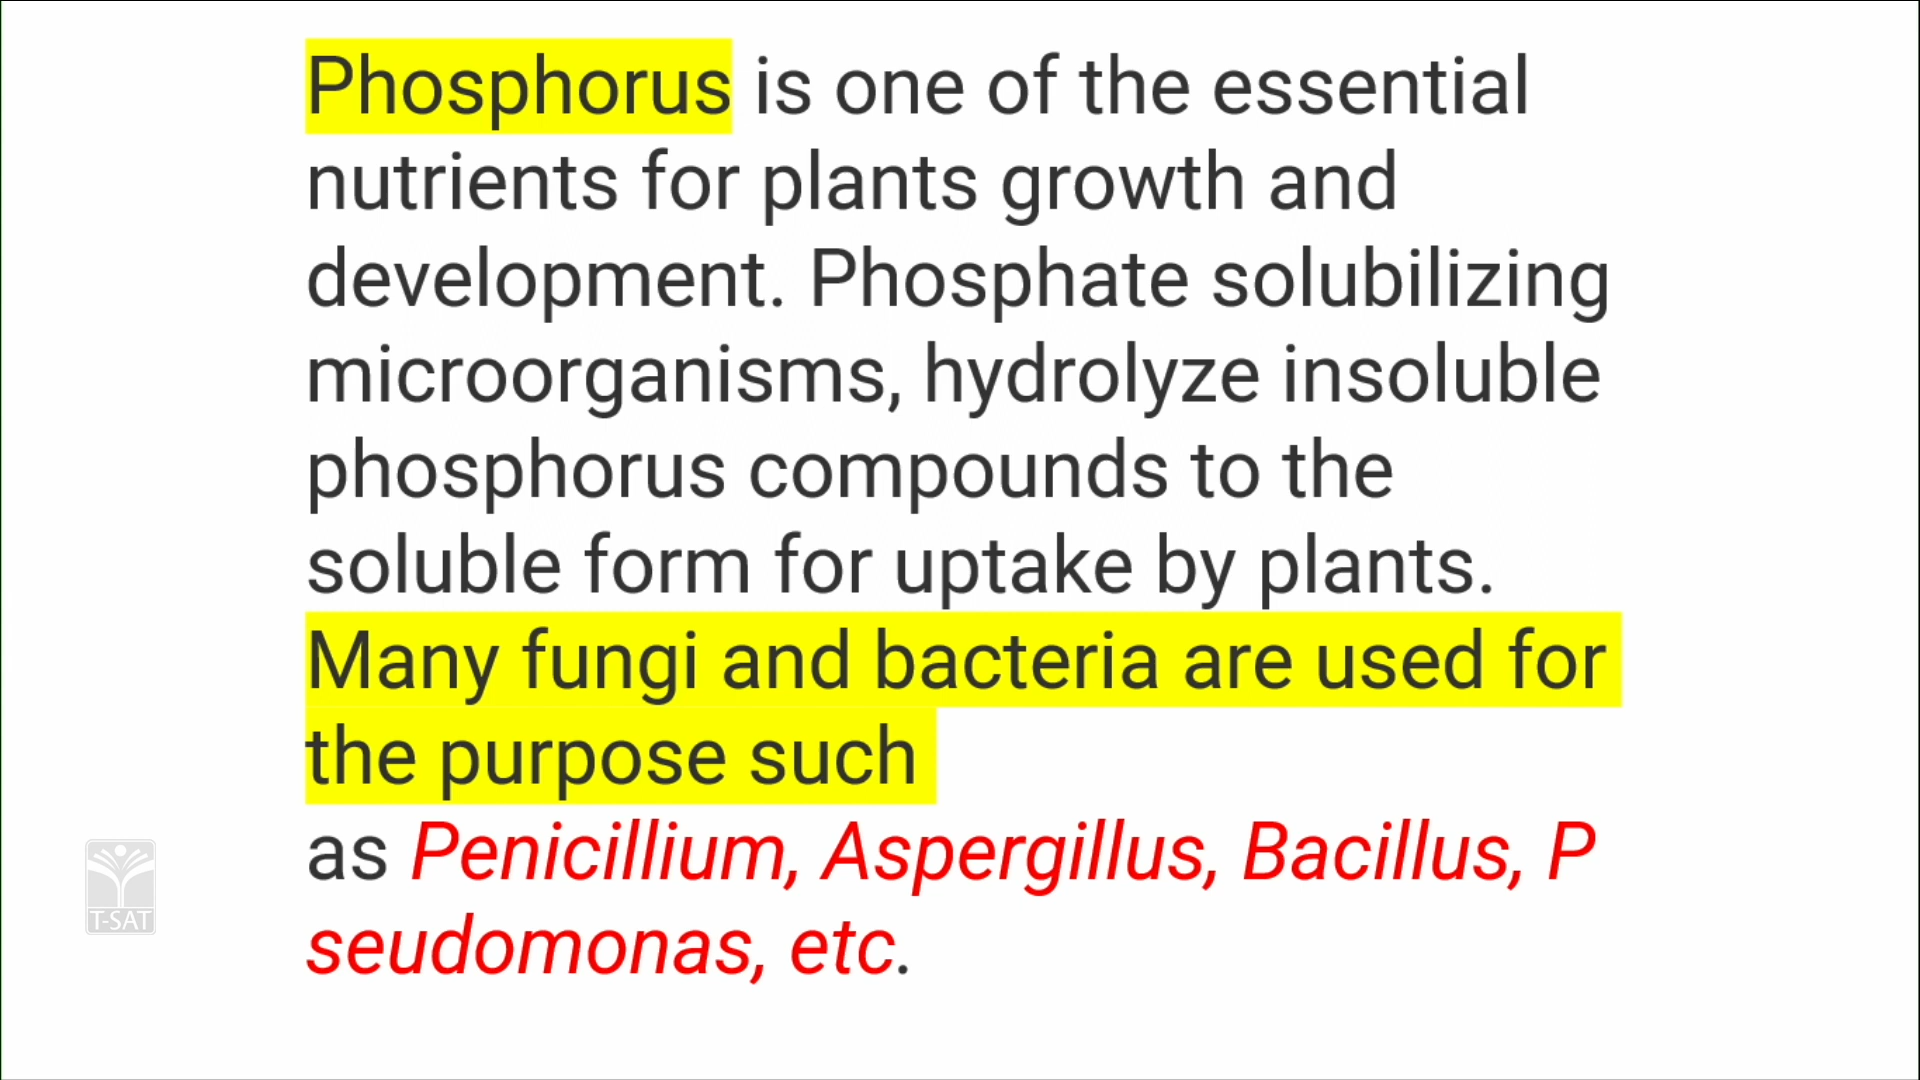 Phosphorus is one of the essential
nutrients for plants growth and
development. Phosphate solubilizing
microorganisms, hydrolyze insoluble
phosphorus compounds to the
soluble form for uptake by plants.
Many fungi and bacteria are used for
the purpose such
as Penicillium, Aspergillus, Bacillus, P
seudomonas, etc.
T-SAT